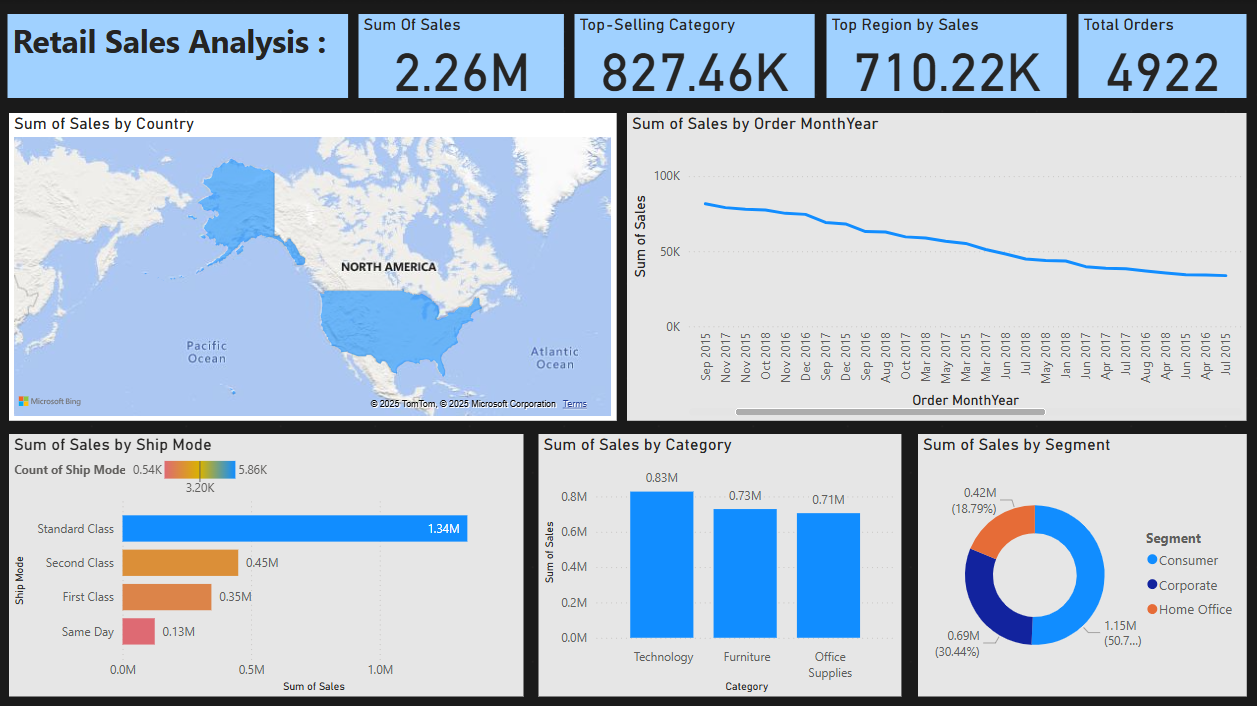 Retail Sales Analysis :
Sum Of Sales
2.26M
Top-Selling Category
827.46K
Top Region by Sales
710.22K
Total Orders
4922
Sum of Sales by Country
NORTH AMERICA
Pacific
Ocean
Atlantic
Ocean
Microsoft Bing
© 2025 TomTom, © 2025 Microsoft Corporation Terms
Sum of Sales by Order MonthYear
Sum of Sales
100K
50K
0K
Sep 2015
Nov 2017
Nov 2015
Oct 2018
Nov 2016
Dec 2016
Sep 2017
Dec 2015
Sep 2016
Aug 2018
Oct 2017
Mar 2018
May 2017
Mar 2015
Mar 2017
Jun 2018
Jul 2018
May 2018
Jan 2018
Jun 2017
Apr 2017
Jul 2017
Aug 2016
Apr 2018
Jun 2015
Apr 2016
Jul 2015
Order MonthYear
Sum of Sales by Ship Mode
Count of Ship Mode 0.54K 5.86K
3.20K
Ship Mode
Standard Class 1.34M
Second Class 0.45M
First Class 0.35M
Same Day 0.13M
0.0M 0.5M 1.0M
Sum of Sales
Sum of Sales by Category
Sum of Sales
0.8M
0.6M
0.4M
0.2M
0.0M
0.83M
0.73M
0.71M
Technology
Furniture
Office
Supplies
Category
Sum of Sales by Segment
0.42M
(18.79%)
0.69M
(30.44%)
1.15M
(50.7...)
Segment
Consumer
Corporate
Home Office